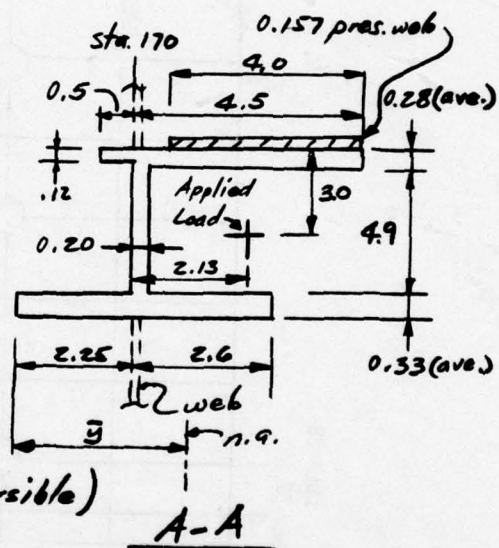 sta. 170
0.157 pres. web
4.0
0.5
4.5
0.28(ave.)
.12
Applied
Load
3.0
0.20
4.9
2.13
2.25
2.6
0.33(ave.)
web
ȳ
n.a.
rsible)
A-A